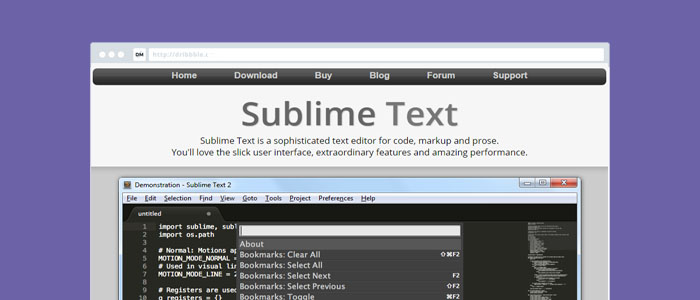 DM http://dribbble.c
Home Download Buy Blog Forum Support
Sublime Text
Sublime Text is a sophisticated text editor for code, markup and prose.
You'll love the slick user interface, extraordinary features and amazing performance.
Demonstration - Sublime Text 2
File Edit Selection Find View Goto Tools Project Preferences Help
untitled
1 import sublime, subl
2 import os.path
3
4 # Normal: Motions ap
5 MOTION_MODE_NORMAL =
6 # Used in visual lin
7 MOTION_MODE_LINE = 2
8
9 # Registers are used
10 g_registers = {}
About
Bookmarks: Clear All ⇧⌘F2
Bookmarks: Select All
Bookmarks: Select Next F2
Bookmarks: Select Previous ⇧F2
Bookmarks: Toggle ⌘F2